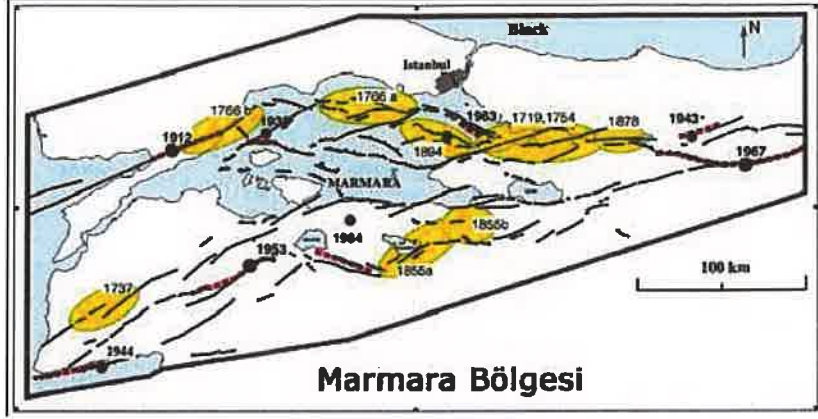 Black
N
Istanbul
1766 b
1766 a
1912
1963
1719, 1754
1878
1943
1894
1967
MARMARA
1964
1855b
1953
1855a
1737
100 km
1944
Marmara Bölgesi